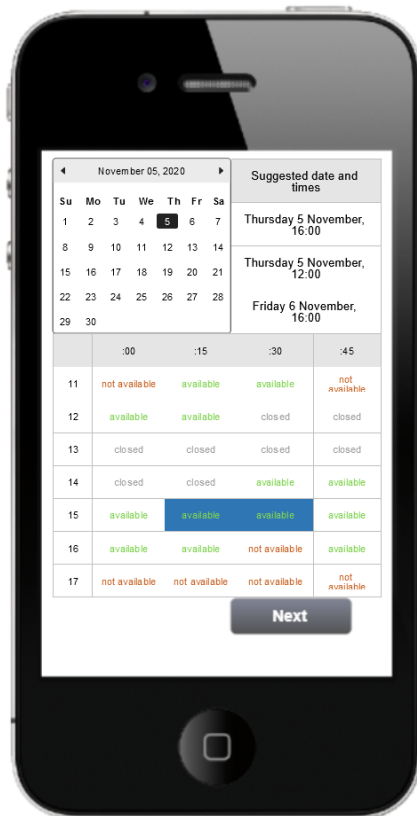 November 05, 2020
Su Mo Tu We Th Fr Sa
1 2 3 4 5 6 7
8 9 10 11 12 13 14
15 16 17 18 19 20 21
22 23 24 25 26 27 28
29 30
Suggested date and
times
Thursday 5 November,
16:00
Thursday 5 November,
12:00
Friday 6 November,
16:00
:00 :15 :30 :45
11 not available available available not available
12 available available closed closed
13 closed closed closed closed
14 closed closed available available
15 available available available available
16 available available not available available
17 not available not available not available not available
Next